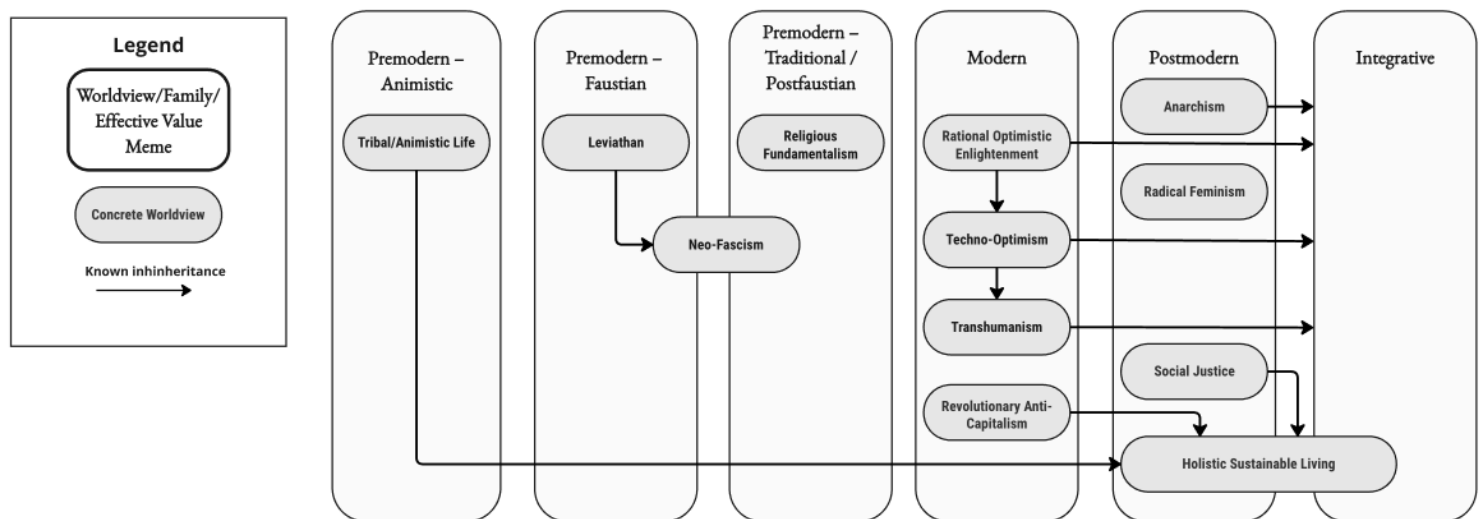 Legend
Worldview/Family/
Effective Value
Meme
Concrete Worldview
Known inhinheritance
Premodern –
Animistic
Tribal/Animistic Life
Premodern –
Faustian
Leviathan
Neo-Fascism
Premodern –
Traditional /
Postfaustian
Religious
Fundamentalism
Modern
Rational Optimistic
Enlightenment
Techno-Optimism
Transhumanism
Revolutionary Anti-
Capitalism
Postmodern
Anarchism
Radical Feminism
Social Justice
Holistic Sustainable Living
Integrative